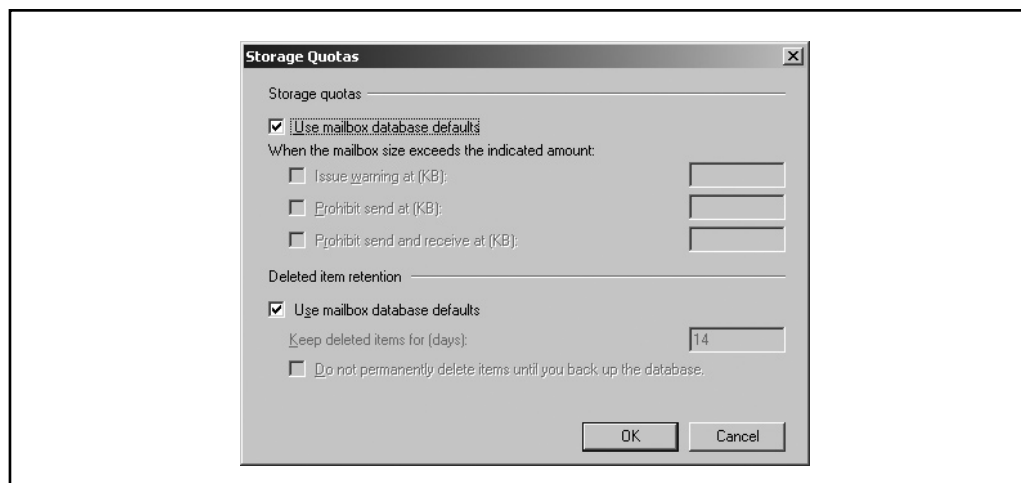 Storage Quotas
Storage quotas
Use mailbox database defaults
When the mailbox size exceeds the indicated amount:
Issue warning at (KB):
Prohibit send at (KB):
Prohibit send and receive at (KB):
Deleted item retention
Use mailbox database defaults
Keep deleted items for (days): 14
Do not permanently delete items until you back up the database.
OK Cancel